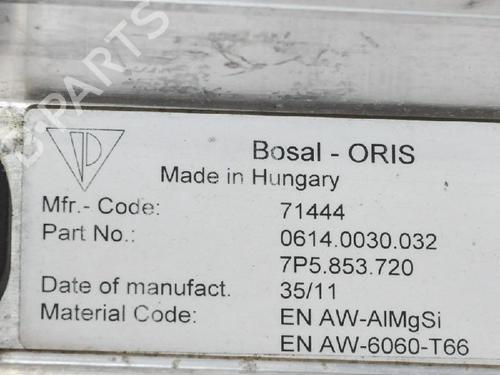 Bosal - ORIS
Made in Hungary
Mfr.- Code: 71444
Part No.: 0614.0030.032
7P5.853.720
Date of manufact. 35/11
Material Code: EN AW-AlMgSi
EN AW-6060-T66